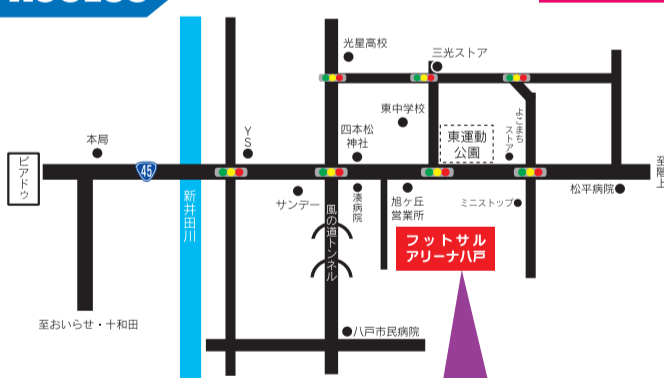 光星高校
三光ストア
東中学校
四本松
神社
YS
本局
東運動
公園
よこまち
ストア
ピアドゥ
45
至階上
松平病院
新井田川
サンデー
湊病院
旭ヶ丘
営業所
ミニストップ
風の道トンネル
フットサル
アリーナ八戸
至おいらせ・十和田
八戸市民病院